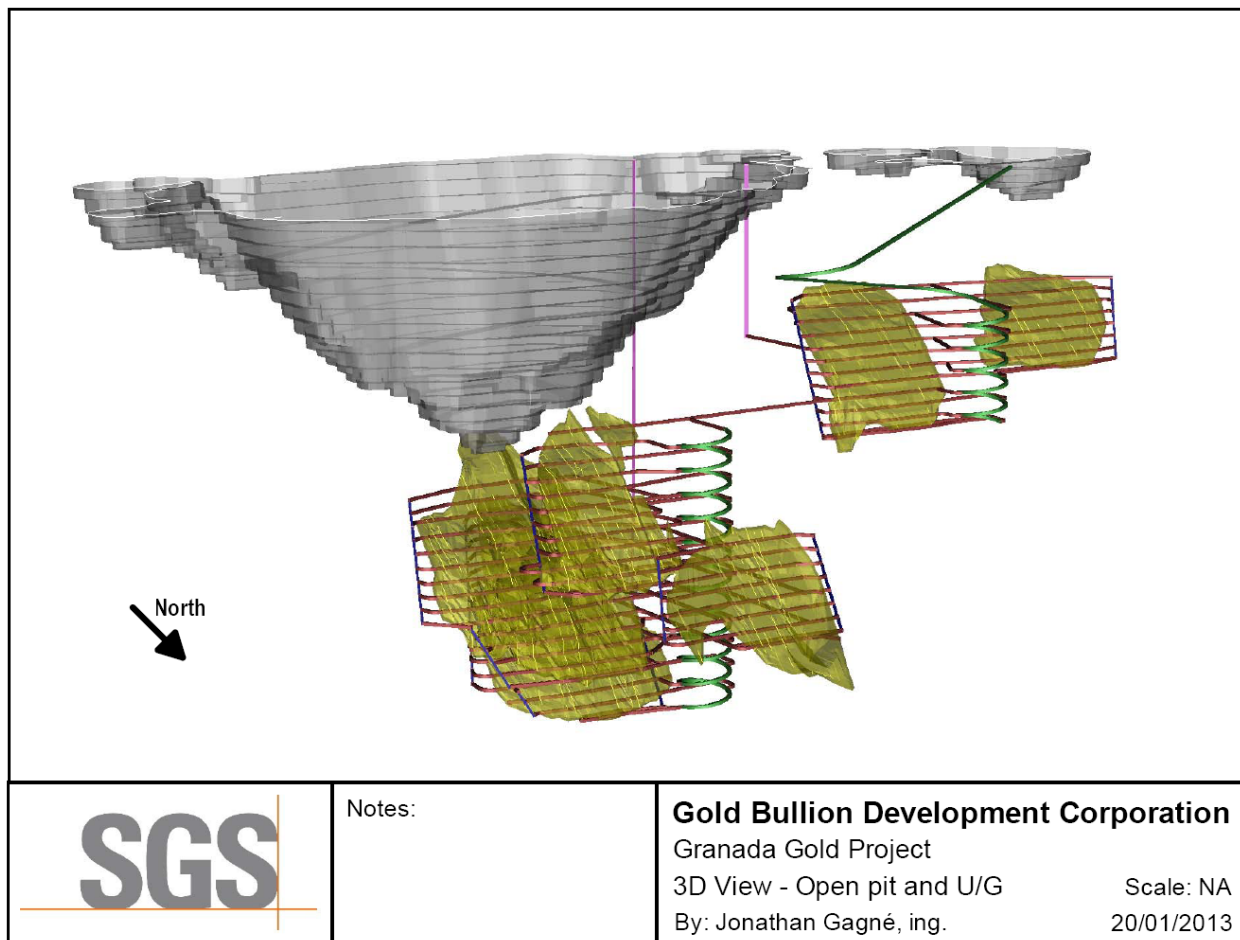 North
SGS
Notes:
Gold Bullion Development Corporation
Granada Gold Project
3D View - Open pit and U/G
Scale: NA
By: Jonathan Gagné, ing.
20/01/2013